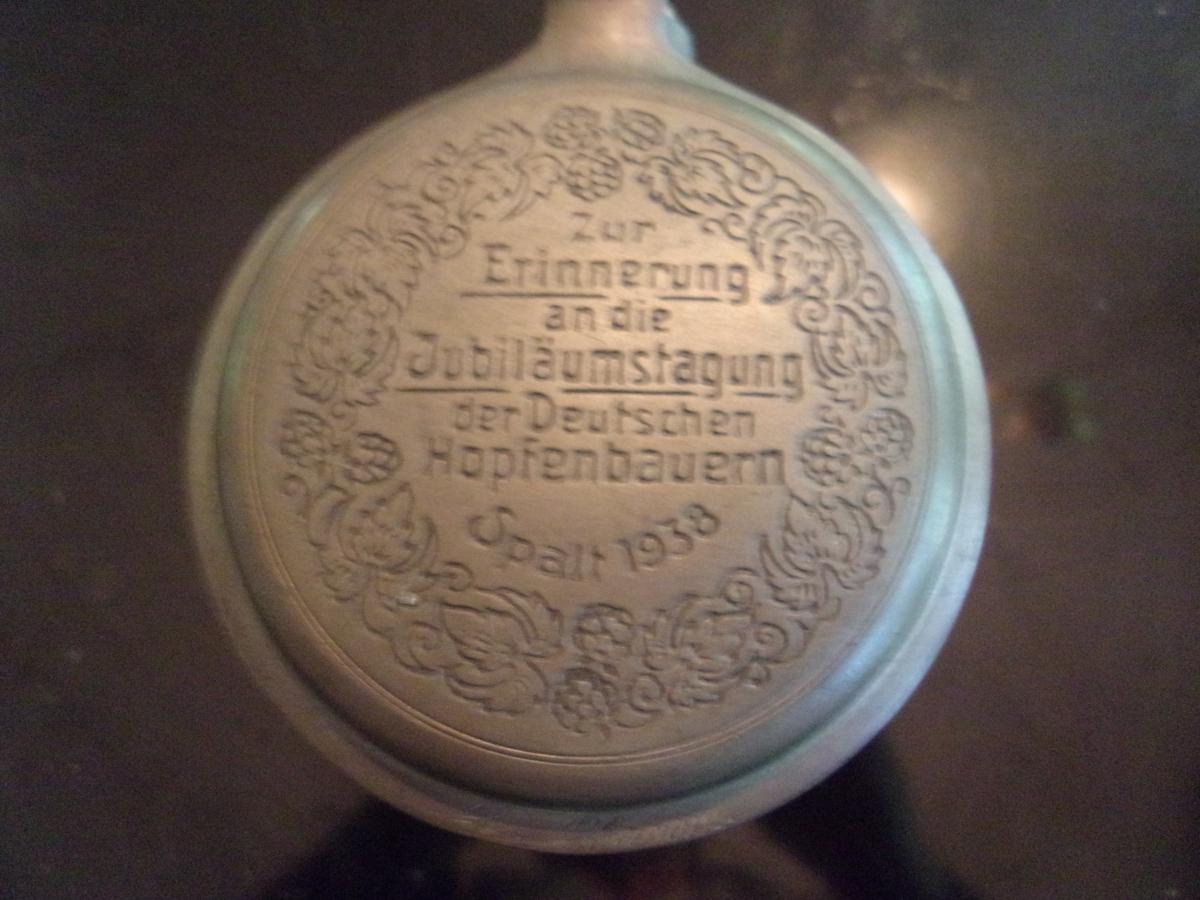 Zur
Erinnerung
an die
Jubiläumstagung
der Deutschen
Hopfenbauern
Spalt 1938